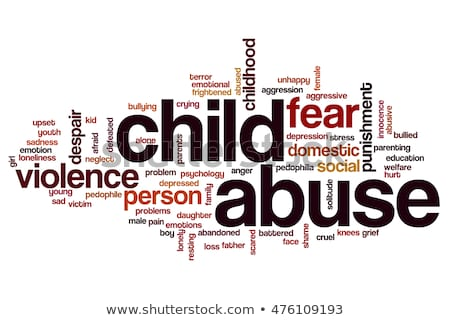 terror
emotional
frightened
abused
childhood
unhappy
female
aggression
aggressive
bullying
crying
child
fear
punishment
innocence
abusive
upset
kid
youth
sadness
emotion
loneliness
girl
despair
afraid
defeated
alone
parents
depression
stress
bullied
domestic
parenting
neglect
violence
problem
psychology
anger
pedophilia
social
education
welfare
hurt
young
pedophile
depressed
sad
victim
person
family
abuse
solitude
problems
daughter
male
pain
emotions
boy
abandoned
battered
face
shame
cruel
knees
grief
lonely
resting
loss
father
scared
shutterstock
IMAGE ID: 476109193
www.shutterstock.com